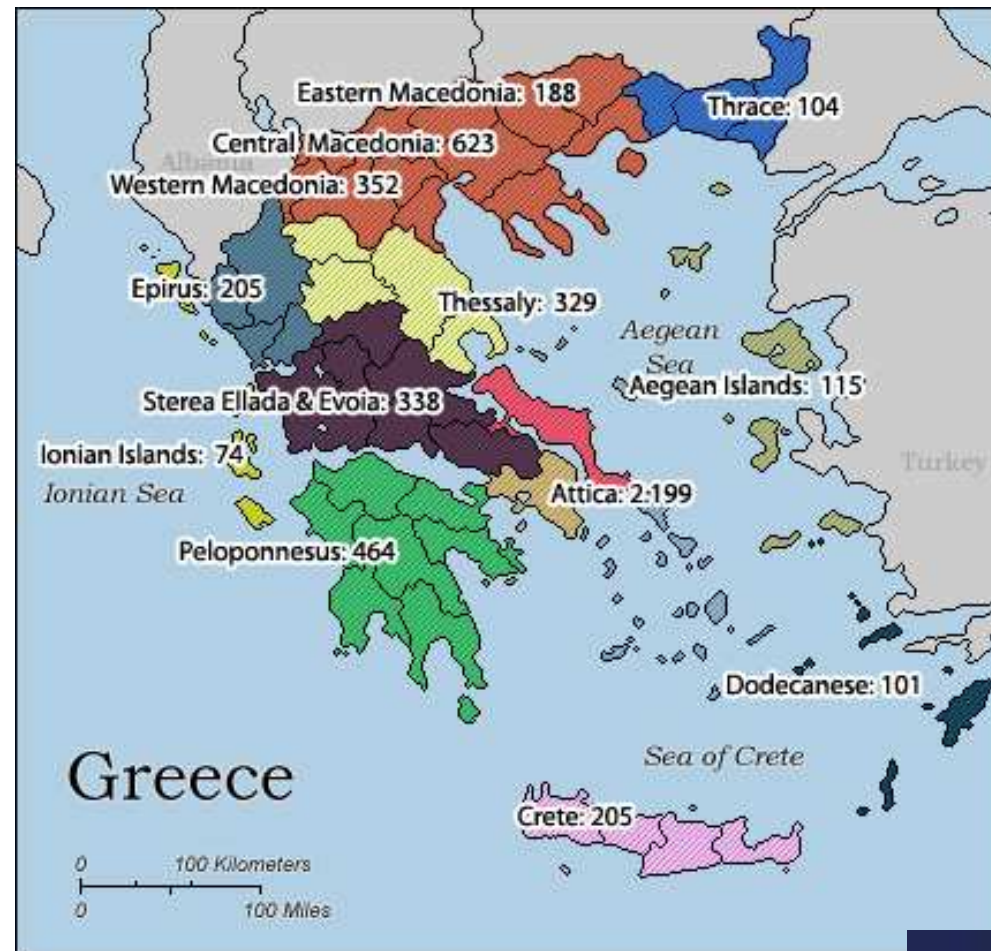 Eastern Macedonia: 188
Thrace: 104
Central Macedonia: 623
Albania
Western Macedonia: 352
Epirus: 205
Thessaly: 329
Aegean
Sea
Aegean Islands: 115
Sterea Ellada & Evoia: 338
Ionian Islands: 74
Turkey
Ionian Sea
Attica: 2.199
Peloponnesus: 464
Dodecanese: 101
Sea of Crete
Greece
Crete: 205
0 100 Kilometers
0 100 Miles